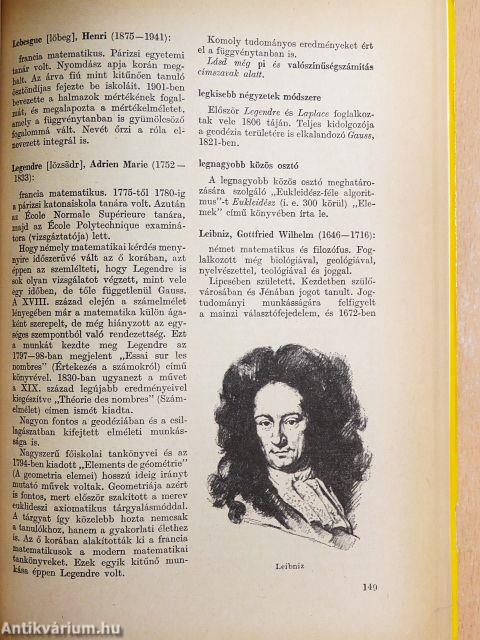 Lebesgue [löbeg], Henri (1875—1941):
francia matematikus. Párizsi egyetemi
tanár volt. Nyomdász apja korán meg-
halt. Az árva fiú mint kitűnően tanuló
ösztöndíjas fejezte be iskoláit. 1901-ben
bevezette a halmazok mértékének fogal-
mát, és megalapozta a mértékelméletet,
amely a függvénytanban is gyümölcsöző
fogalommá vált. Nevét őrzi a róla el-
nevezett integrál is.
Legendre [lözsädr], Adrien Marie (1752—
1833):
francia matematikus. 1775-től 1780-ig
a párizsi katonaiskola tanára volt. Azután
az École Normale Supérieure tanára,
majd az École Polytechnique examiná-
tora (vizsgáztatója) lett.
Hogy némely matematikai kérdés meny-
nyire időszerűvé vált az ő korában, azt
éppen az szemlélteti, hogy Legendre is
sok olyan vizsgálatot végzett, mint vele
egy időben, de tőle függetlenül Gauss.
A XVIII. század elején a számelmélet
lényegében már a matematika külön ága-
ként szerepelt, de még hiányzott az egy-
séges szempontból való rendezettség. Ezt
a munkát kezdte meg Legendre az
1797—98-ban megjelent „Essai sur les
nombres" (Értekezés a számokról) című
könyvével. 1830-ban ugyanezt a művet
a XIX. század legújabb eredményeivel
kiegészítve „Théorie des nombres" (Szám-
elmélet) címen ismét kiadta.
Nagyon fontos a geodéziában és a csil-
lagászatban kifejtett elméleti munkás-
sága is.
Nagyszerű főiskolai tankönyvei és az
1794-ben kiadott „Elements de géométrie"
(A geometria elemei) hosszú ideig irányt
mutató művek voltak. Geometriája azért
is fontos, mert először szakított a merev
euklideszi axiomatikus tárgyalásmóddal.
A tárgyat így közelebb hozta nemcsak
a tanulókhoz, hanem a gyakorlati élethez
is. Az ő korában alakították ki a francia
matematikusok a modern matematikai
tankönyveket. Ezek egyik kitűnő mun-
kása éppen Legendre volt.
Komoly tudományos eredményeket ért
el a függvénytanban is.
Lásd még pi és valószínűségszámítás
címszavak alatt.
legkisebb négyzetek módszere
Először Legendre és Laplace foglalkoz-
tak vele 1806 táján. Teljes kidolgozója
a geodézia területére is elkalandozó Gauss,
1821-ben.
legnagyobb közös osztó
A legnagyobb közös osztó meghatáro-
zására szolgáló „Eukleidész-féle algorit-
mus"-t Eukleidész (i. e. 300 körül) „Ele-
mek" című könyvében írta le.
Leibniz, Gottfried Wilhelm (1646—1716):
német matematikus és filozófus. Fog-
lalkozott még biológiával, geológiával,
nyelvészettel, teológiával és joggal.
Lipcsében született. Kezdetben szülő-
városában és Jénában jogot tanult. Jog-
tudományi munkásságára felfigyelt
a mainzi választófejedelem, és 1672-ben
Leibniz
149
Antikvárium.hu